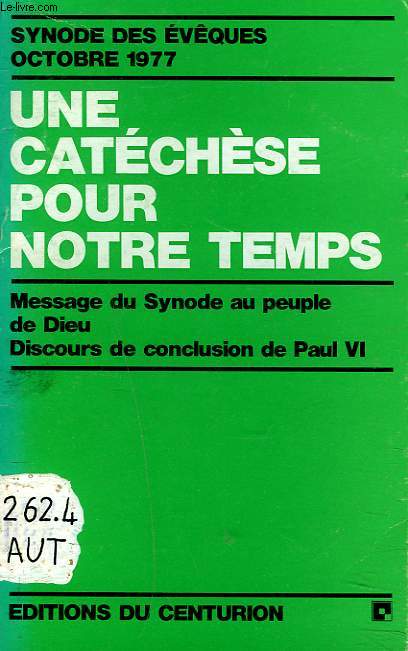 Le-livre.com
SYNODE DES ÉVÊQUES
OCTOBRE 1977
UNE
CATÉCHÈSE
POUR
NOTRE TEMPS
Message du Synode au peuple
de Dieu
Discours de conclusion de Paul VI
262.4
AUT
EDITIONS DU CENTURION